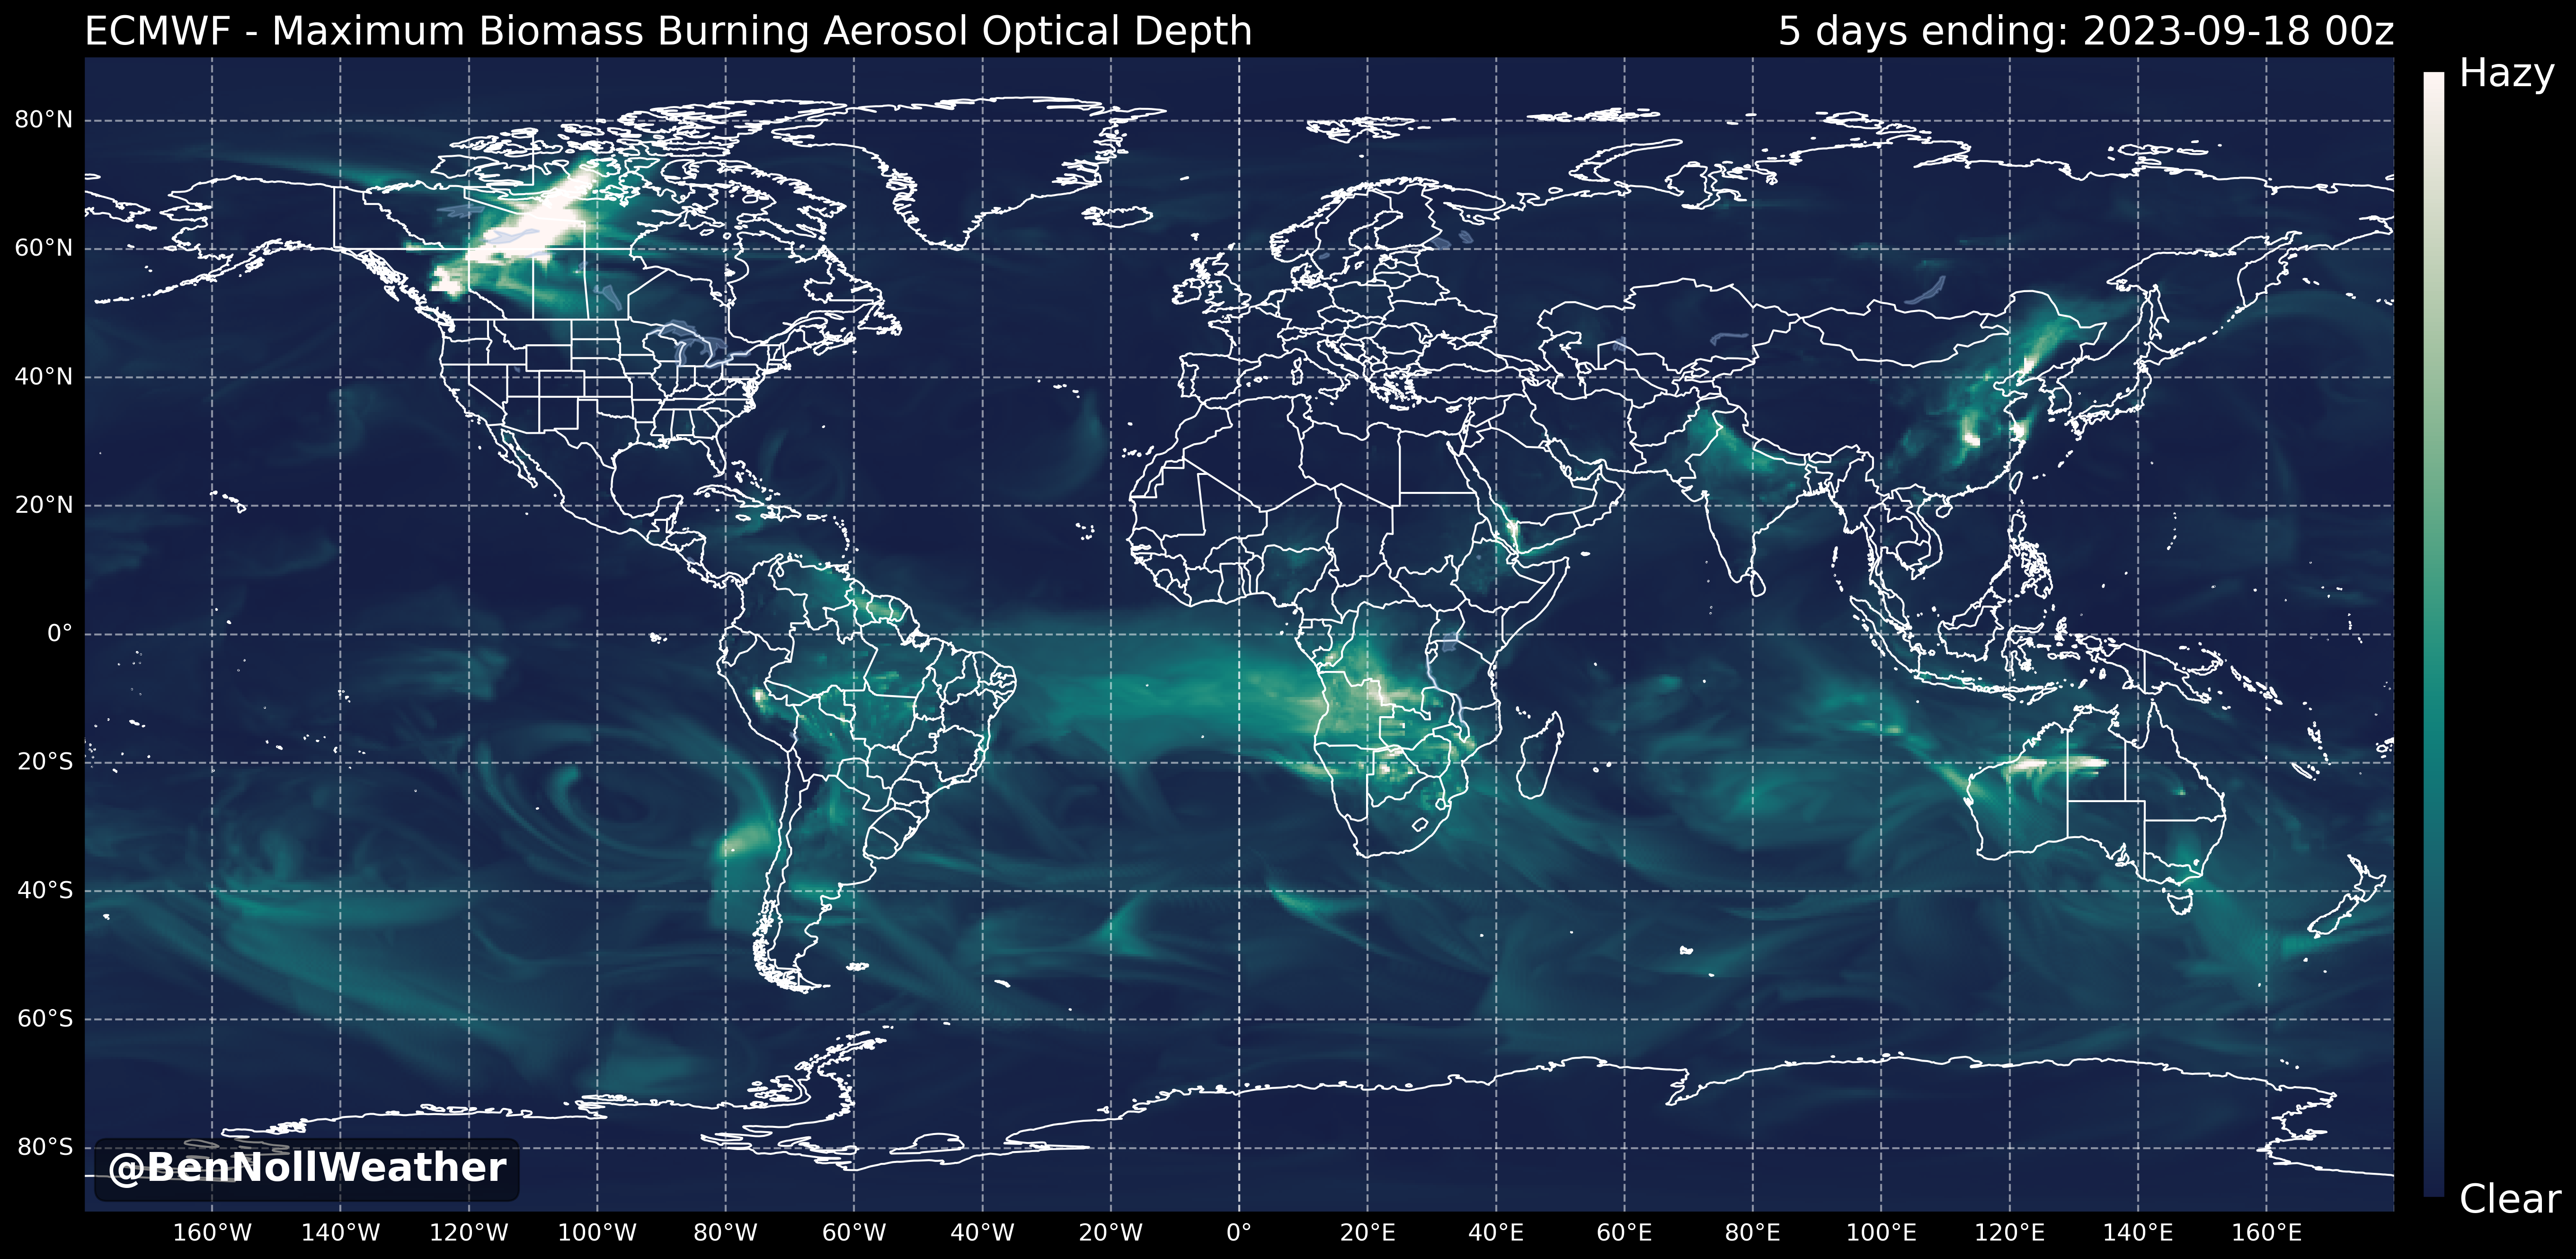 ECMWF - Maximum Biomass Burning Aerosol Optical Depth
5 days ending: 2023-09-18 00z
Hazy
80°N
60°N
40°N
20°N
0°
20°S
40°S
60°S
80°S
@BenNollWeather
Clear
160°W 140°W 120°W 100°W 80°W 60°W 40°W 20°W 0° 20°E 40°E 60°E 80°E 100°E 120°E 140°E 160°E